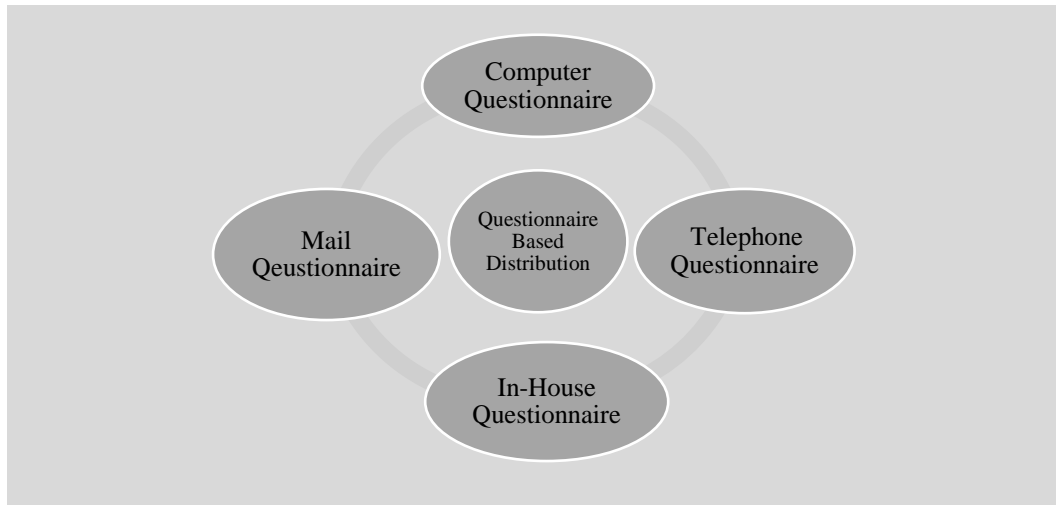 Computer
Questionnaire
Mail
Qeustionnaire
Questionnaire
Based
Distribution
Telephone
Questionnaire
In-House
Questionnaire